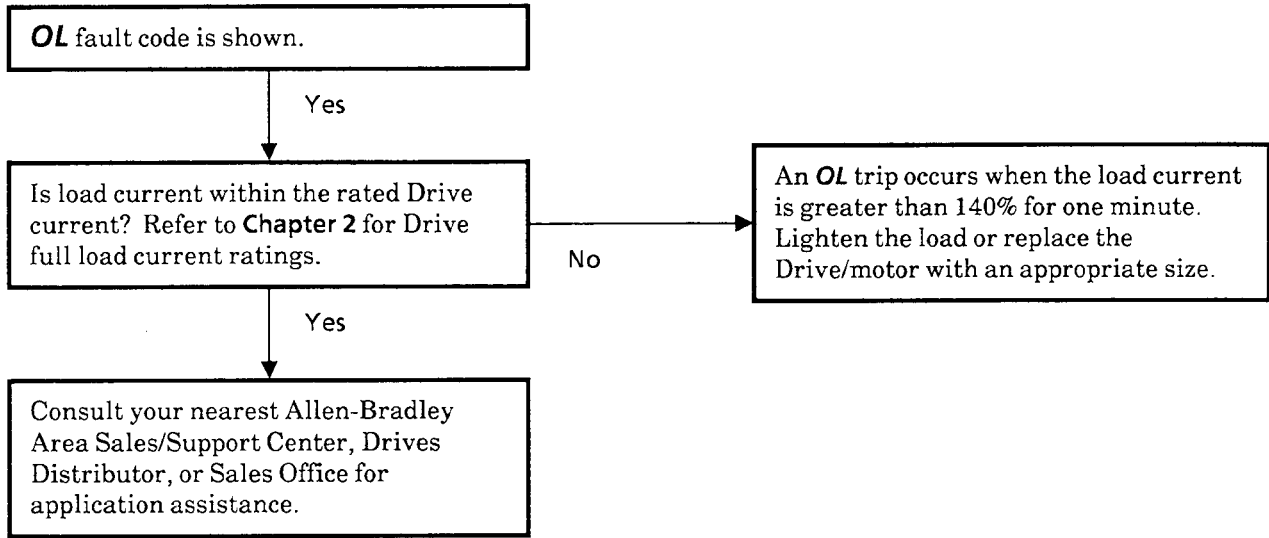 OL fault code is shown.
Yes
Is load current within the rated Drive
current? Refer to Chapter 2 for Drive
full load current ratings.
No
An OL trip occurs when the load current
is greater than 140% for one minute.
Lighten the load or replace the
Drive/motor with an appropriate size.
Yes
Consult your nearest Allen-Bradley
Area Sales/Support Center, Drives
Distributor, or Sales Office for
application assistance.